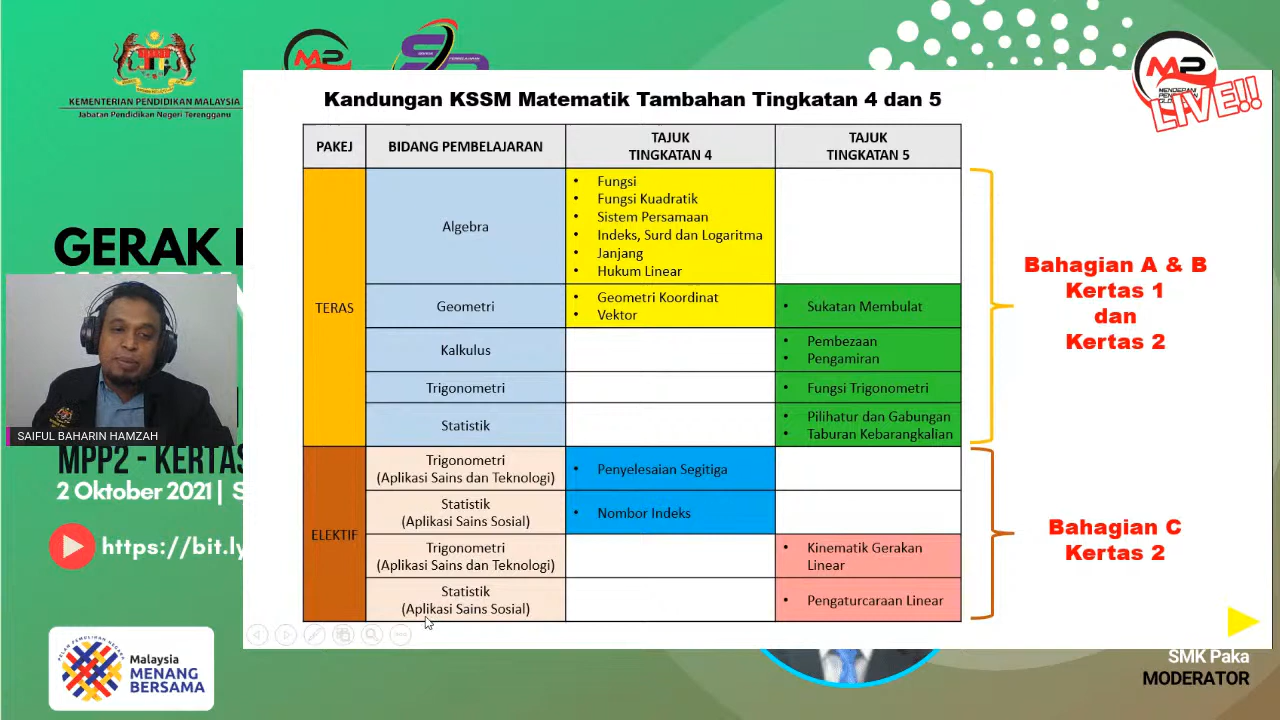 KEMENTERIAN PENDIDIKAN MALAYSIA
Jabatan Pendidikan Negeri Terengganu
MP
MP
LIVE!!
Kandungan KSSM Matematik Tambahan Tingkatan 4 dan 5
PAKEJ
BIDANG PEMBELAJARAN
TAJUK
TINGKATAN 4
TAJUK
TINGKATAN 5
TERAS
Algebra
• Fungsi
• Fungsi Kuadratik
• Sistem Persamaan
• Indeks, Surd dan Logaritma
• Janjang
• Hukum Linear
Geometri
• Geometri Koordinat
• Vektor
• Sukatan Membulat
Kalkulus
• Pembezaan
• Pengamiran
Trigonometri
• Fungsi Trigonometri
Statistik
• Pilihatur dan Gabungan
• Taburan Kebarangkalian
Bahagian A & B
Kertas 1
dan
Kertas 2
ELEKTIF
Trigonometri
(Aplikasi Sains dan Teknologi)
• Penyelesaian Segitiga
Statistik
(Aplikasi Sains Sosial)
• Nombor Indeks
Trigonometri
(Aplikasi Sains dan Teknologi)
• Kinematik Gerakan
Linear
Statistik
(Aplikasi Sains Sosial)
• Pengaturcaraan Linear
Bahagian C
Kertas 2
GERAK
SAIFUL BAHARIN HAMZAH
MPP2 - KERTAS
2 Oktober 2021| S
https://bit.ly
Malaysia
MENANG
BERSAMA
SMK Paka
MODERATOR